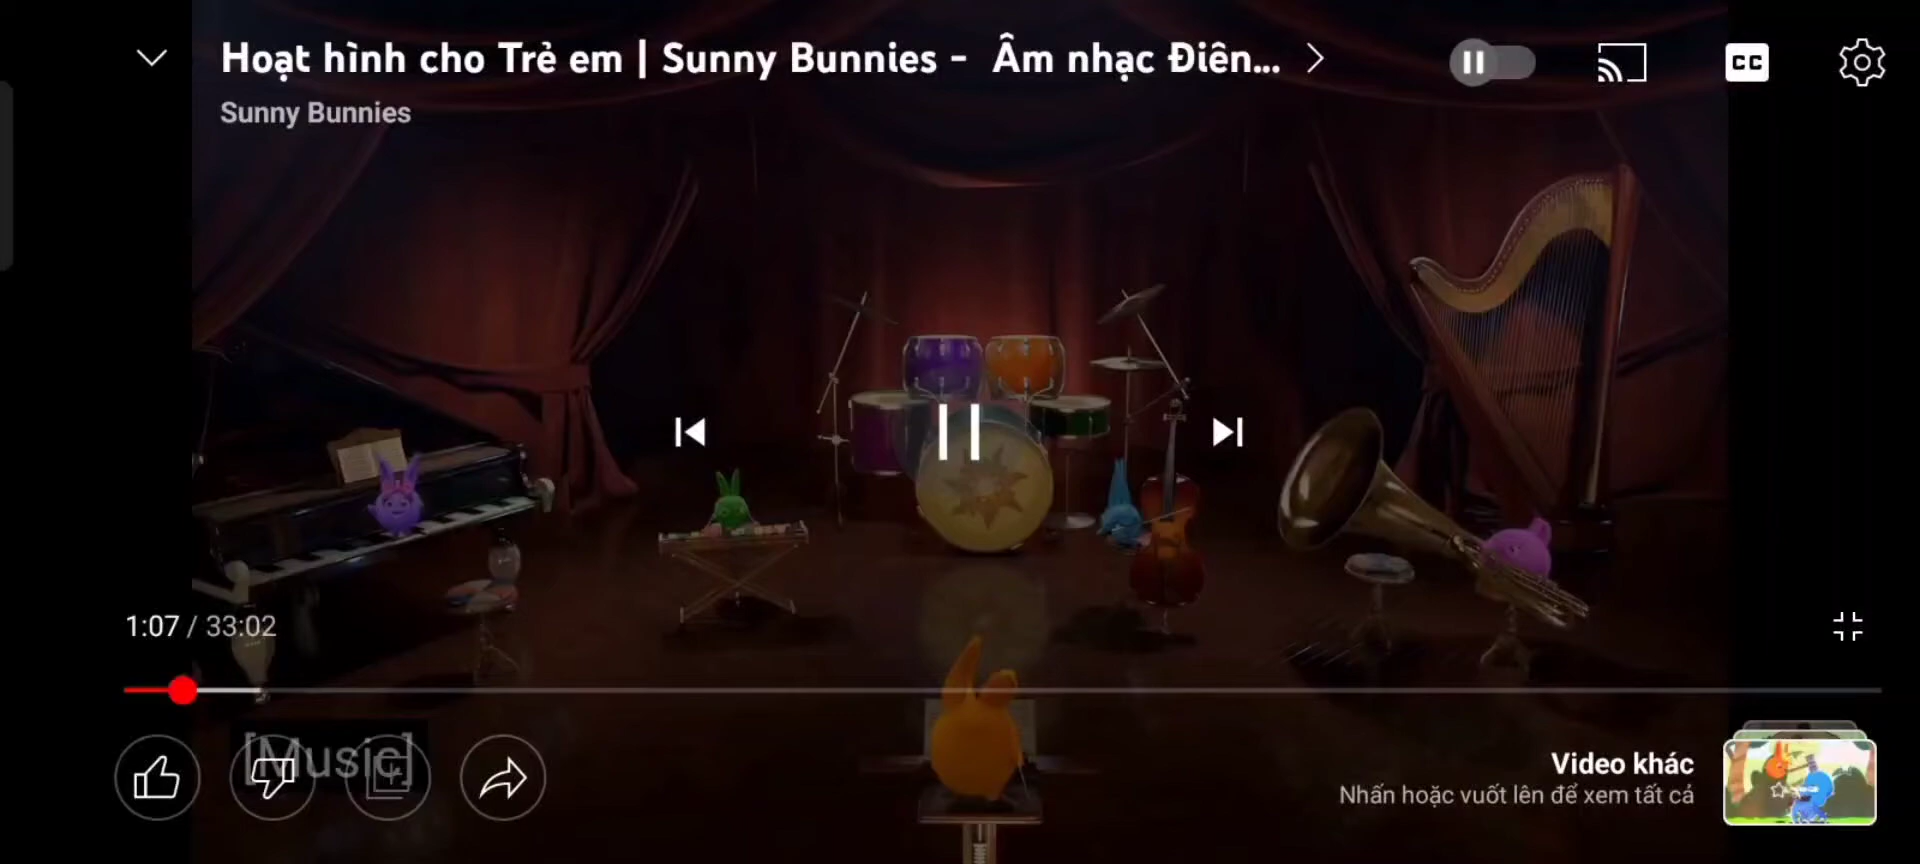 Hoạt hình cho Trẻ em | Sunny Bunnies - Âm nhạc Điên...
CC
Sunny Bunnies
1:07 / 33:02
[Music]
Video khác
Nhấn hoặc vuốt lên để xem tất cả